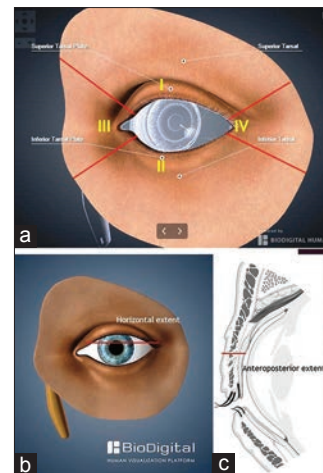 Superior Tarsal Plate
Superior Tarsal
I
III
IV
Inferior Tarsal Plate
Inferior Tarsal
II
BIODIGITAL HUMAN
a
Horizontal extent
BioDigital
HUMAN VISUALIZATION PLATFORM
b
Anteroposterior extent
c